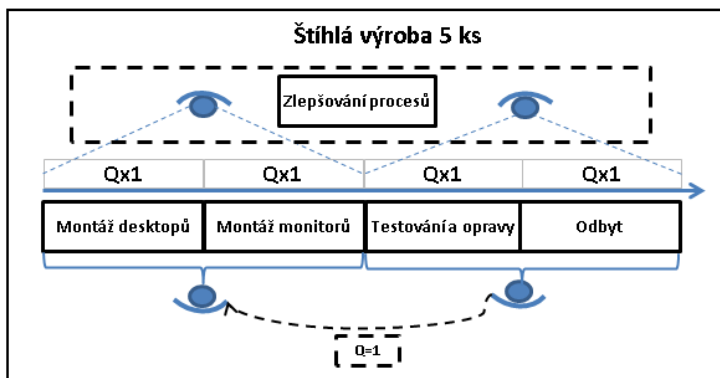 Štíhlá výroba 5 ks
Zlepšování procesů
Qx1 Qx1 Qx1 Qx1
Montáž desktopů Montáž monitorů Testování a opravy Odbyt
Q=1